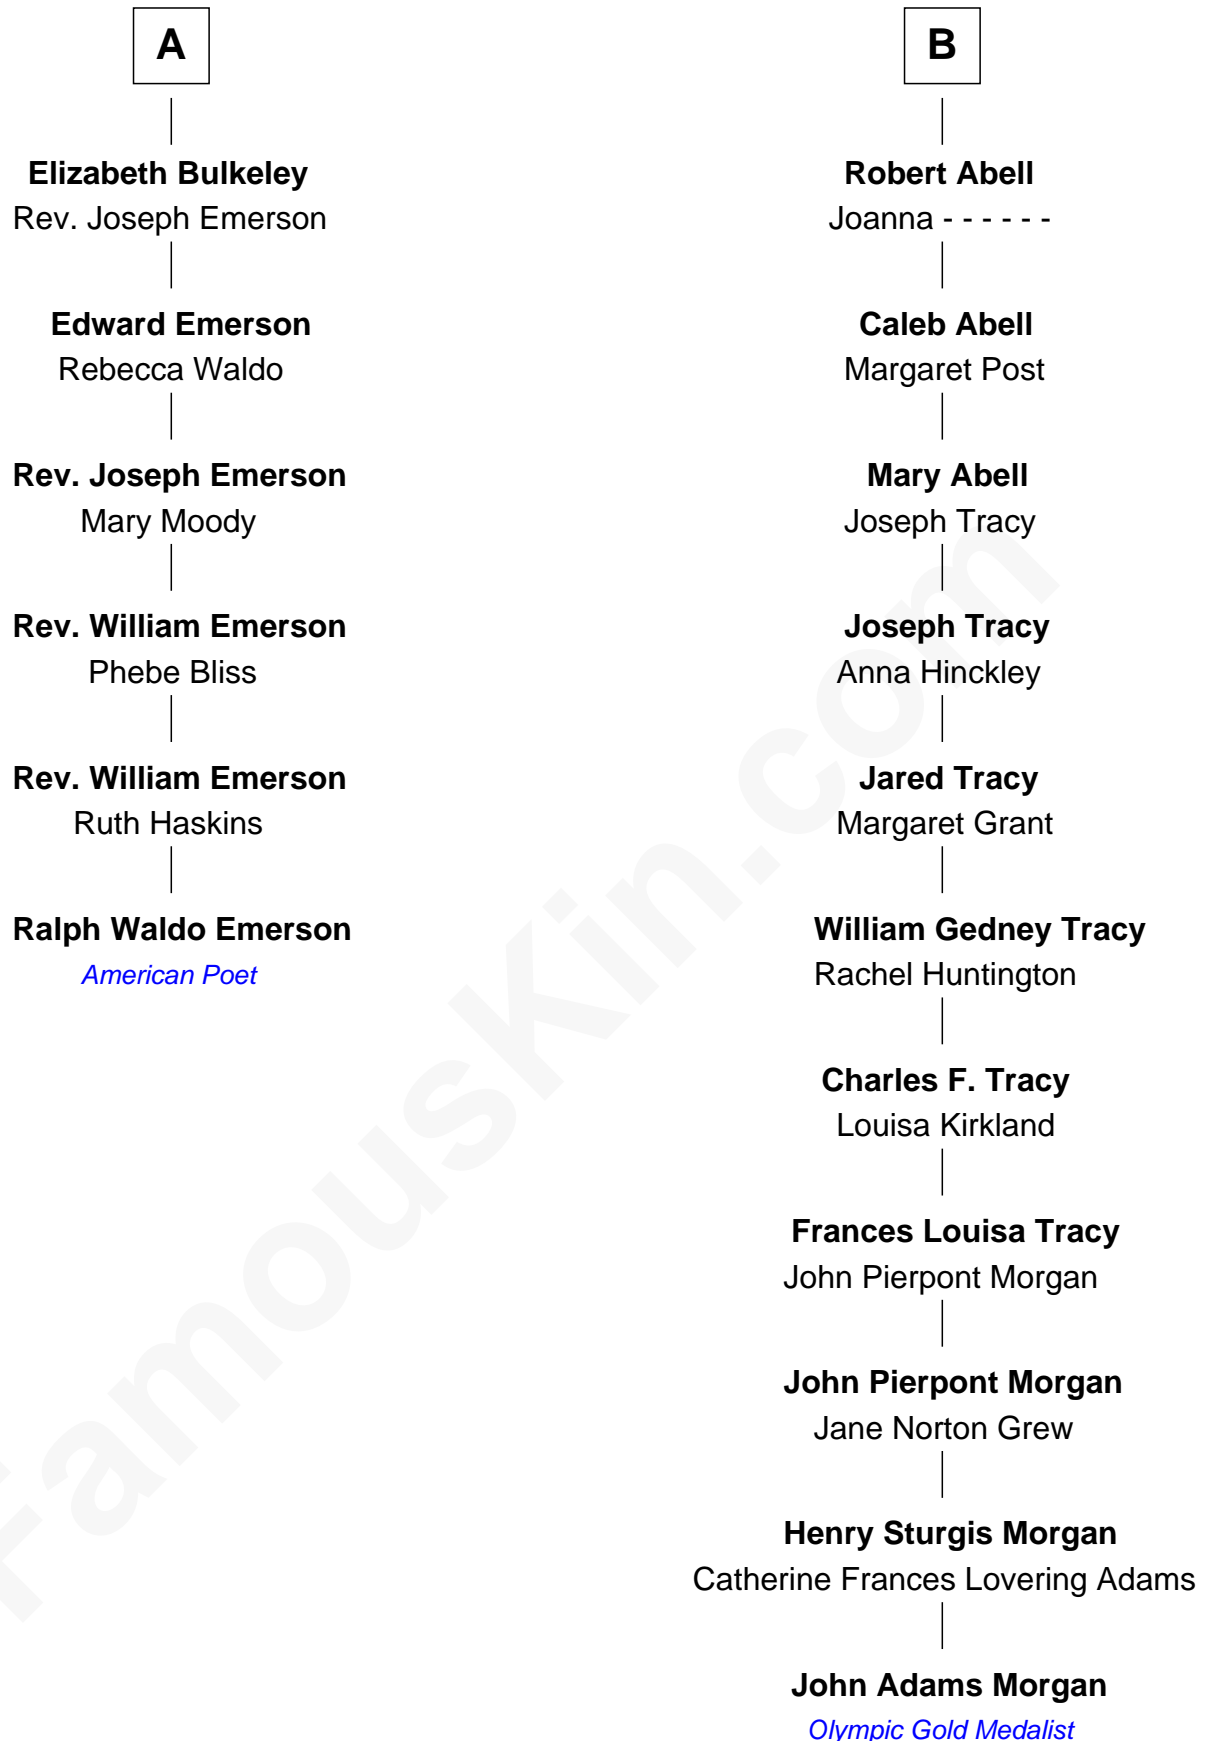 A
Elizabeth Bulkeley
Rev. Joseph Emerson
Edward Emerson
Rebecca Waldo
Rev. Joseph Emerson
Mary Moody
Rev. William Emerson
Phebe Bliss
Rev. William Emerson
Ruth Haskins
Ralph Waldo Emerson
American Poet
B
Robert Abell
Joanna - - - - - -
Caleb Abell
Margaret Post
Mary Abell
Joseph Tracy
Joseph Tracy
Anna Hinckley
Jared Tracy
Margaret Grant
William Gedney Tracy
Rachel Huntington
Charles F. Tracy
Louisa Kirkland
Frances Louisa Tracy
John Pierpont Morgan
John Pierpont Morgan
Jane Norton Grew
Henry Sturgis Morgan
Catherine Frances Lovering Adams
John Adams Morgan
Olympic Gold Medalist
FamousKin.com